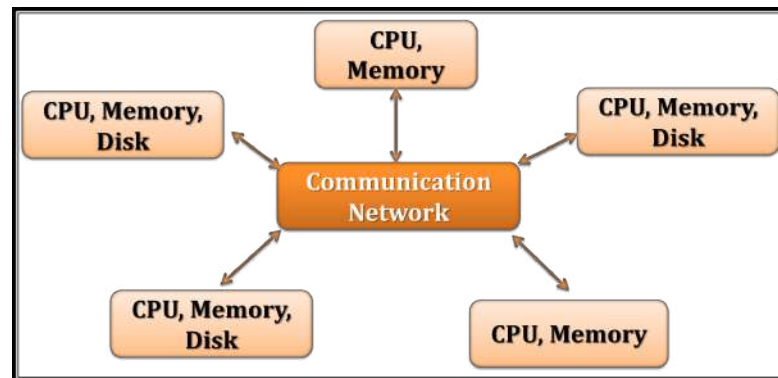 CPU,
Memory
CPU, Memory,
Disk
CPU, Memory,
Disk
Communication
Network
CPU, Memory,
Disk
CPU, Memory